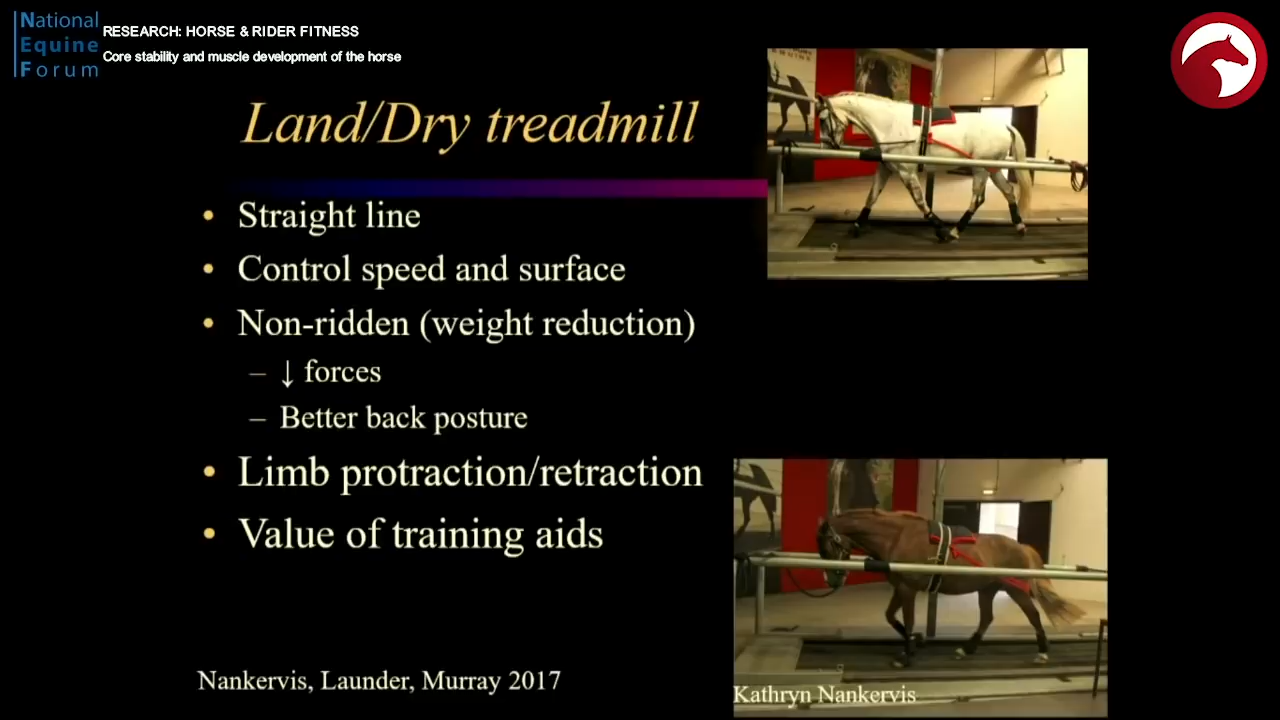 National
Equine
Forum
RESEARCH: HORSE & RIDER FITNESS
Core stability and muscle development of the horse
Land/Dry treadmill
• Straight line
• Control speed and surface
• Non-ridden (weight reduction)
– ↓ forces
– Better back posture
• Limb protraction/retraction
• Value of training aids
Nankervis, Launder, Murray 2017
Kathryn Nankervis